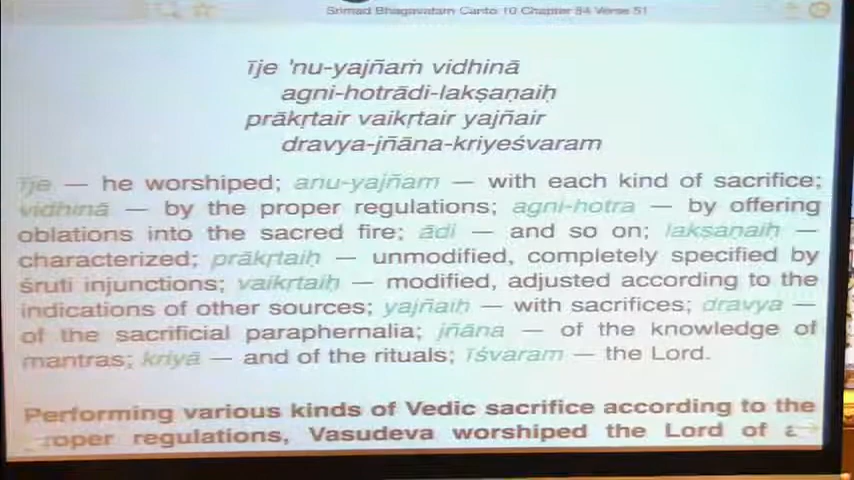 Srimad Bhagavatam Canto 10 Chapter 84 Verse 51
īje 'nu-yajñaṁ vidhinā
agni-hotrādi-lakṣaṇaiḥ
prākṛtair vaikṛtair yajñair
dravya-jñāna-kriyeśvaram
īje — he worshiped; anu-yajñam — with each kind of sacrifice;
vidhinā — by the proper regulations; agni-hotra — by offering
oblations into the sacred fire; ādi — and so on; lakṣaṇaiḥ —
characterized; prākṛtaiḥ — unmodified, completely specified by
śruti injunctions; vaikṛtaiḥ — modified, adjusted according to the
indications of other sources; yajñaiḥ — with sacrifices; dravya —
of the sacrificial paraphernalia; jñāna — of the knowledge of
mantras; kriyā — and of the rituals; īśvaram — the Lord.
Performing various kinds of Vedic sacrifice according to the
roper regulations, Vasudeva worshiped the Lord of